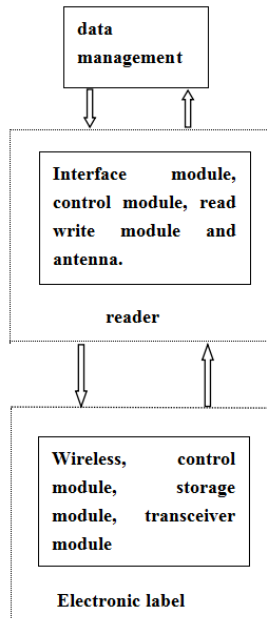 data
management
Interface module,
control module, read
write module and
antenna.
reader
Wireless, control
module, storage
module, transceiver
module
Electronic label